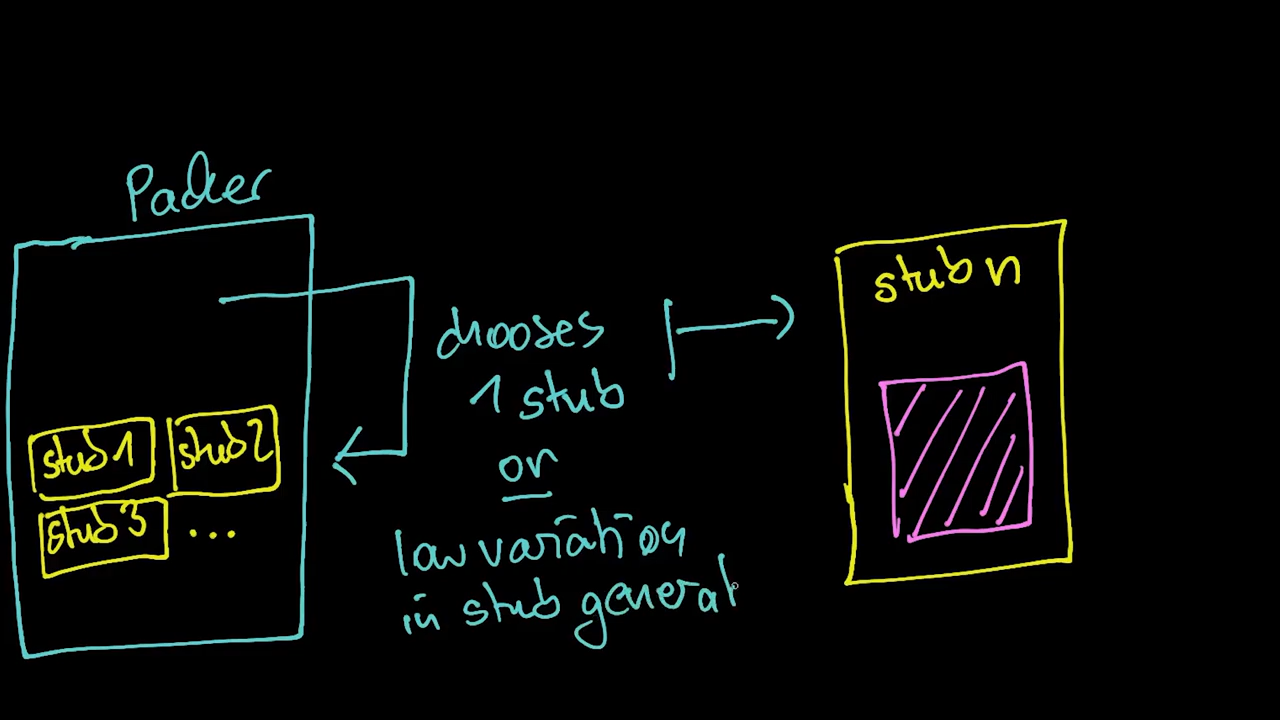 Packer
stub1
stub2
stub3
...
chooses
1 stub
or
low variation
in stub generat
stub n